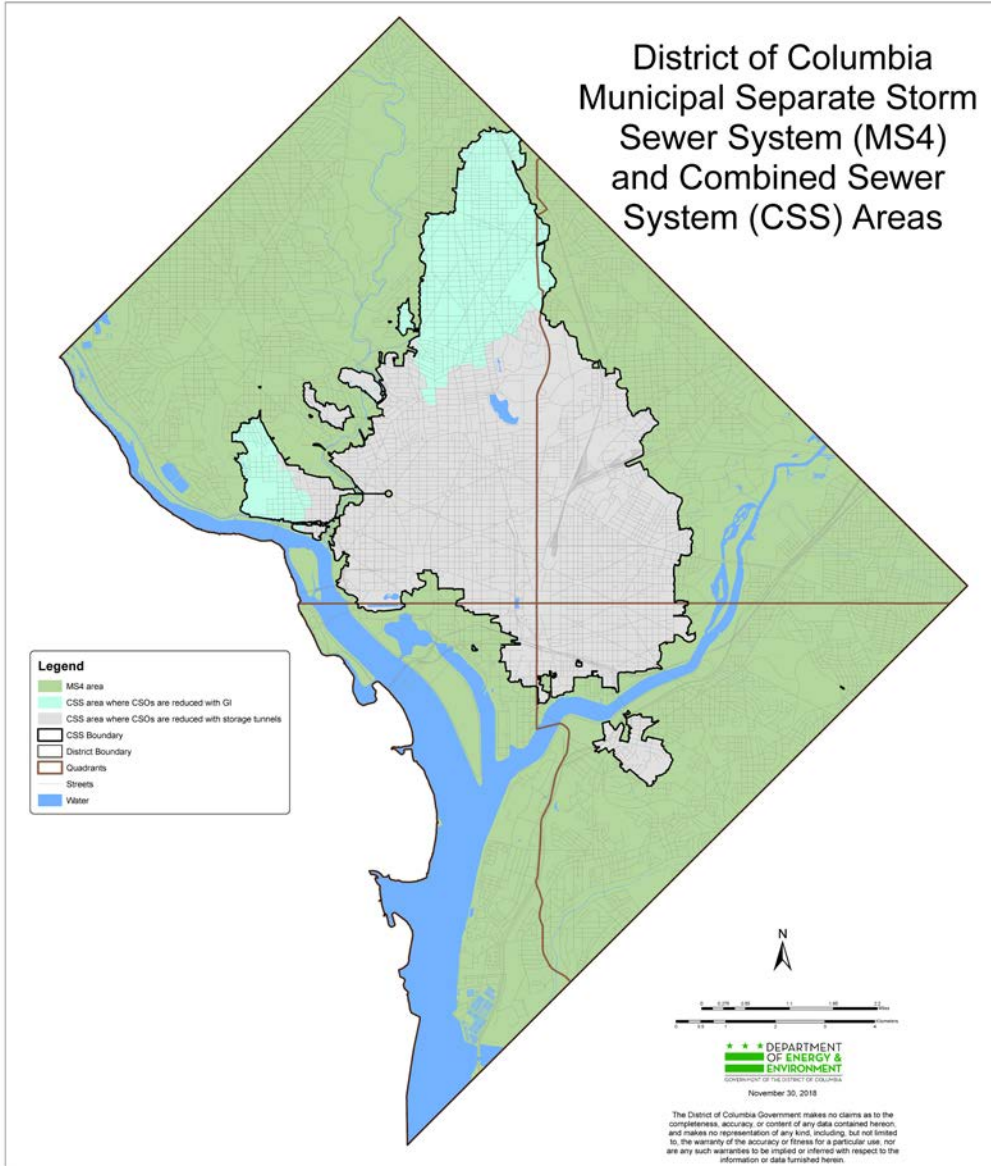 District of Columbia
Municipal Separate Storm
Sewer System (MS4)
and Combined Sewer
System (CSS) Areas
Legend
MS4 area
CSS area where CSOs are reduced with GI
CSS area where CSOs are reduced with storage tunnels
CSS Boundary
District Boundary
Quadrants
Streets
Water
N
Miles
Kilometers
DEPARTMENT
OF ENERGY &
ENVIRONMENT
GOVERNMENT OF THE DISTRICT OF COLUMBIA
November 30, 2018
The District of Columbia Government makes no claims as to the
completeness, accuracy, or content of any data contained hereon,
and makes no representation of any kind, including, but not limited
to, the warranty of the accuracy or fitness for a particular use, nor
are any such warranties to be implied or inferred with respect to the
information or data furnished herein.